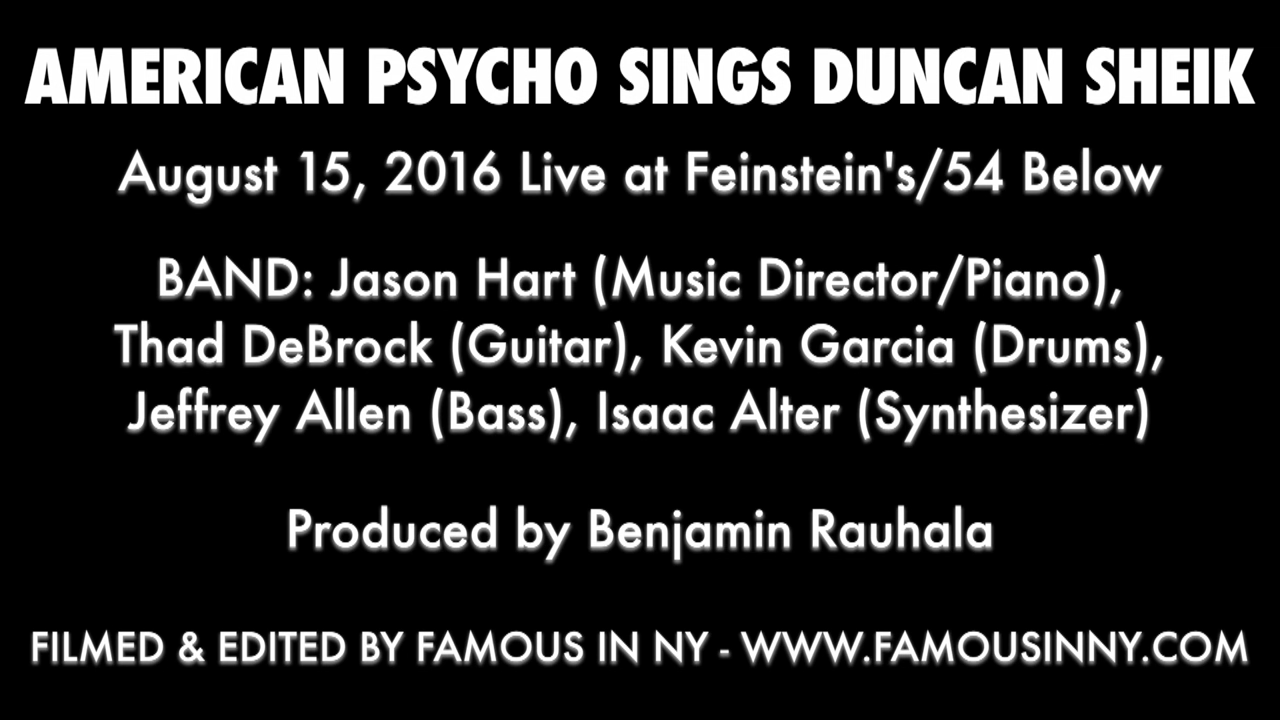 AMERICAN PSYCHO SINGS DUNCAN SHEIK
August 15, 2016 Live at Feinstein's/54 Below
BAND: Jason Hart (Music Director/Piano),
Thad DeBrock (Guitar), Kevin Garcia (Drums),
Jeffrey Allen (Bass), Isaac Alter (Synthesizer)
Produced by Benjamin Rauhala
FILMED & EDITED BY FAMOUS IN NY - WWW.FAMOUSINNY.COM